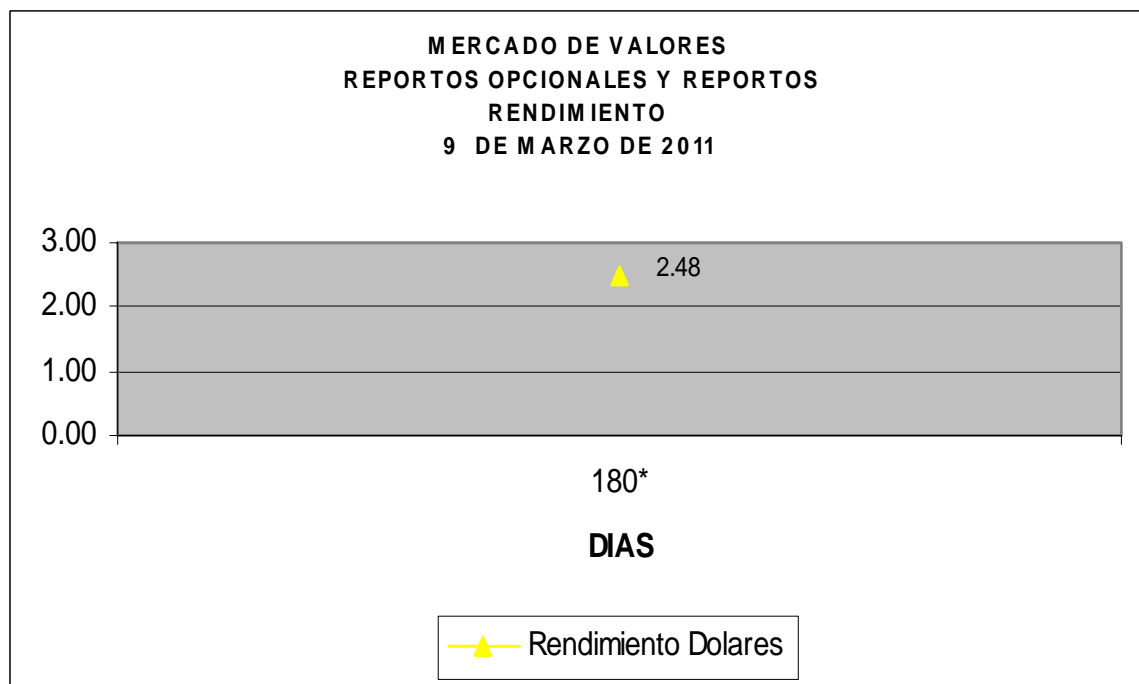 MERCADO DE VALORES
REPORTOS OPCIONALES Y REPORTOS
RENDIMIENTO
9 DE MARZO DE 2011
3.00
2.48
2.00
1.00
0.00
180*
DIAS
Rendimiento Dolares